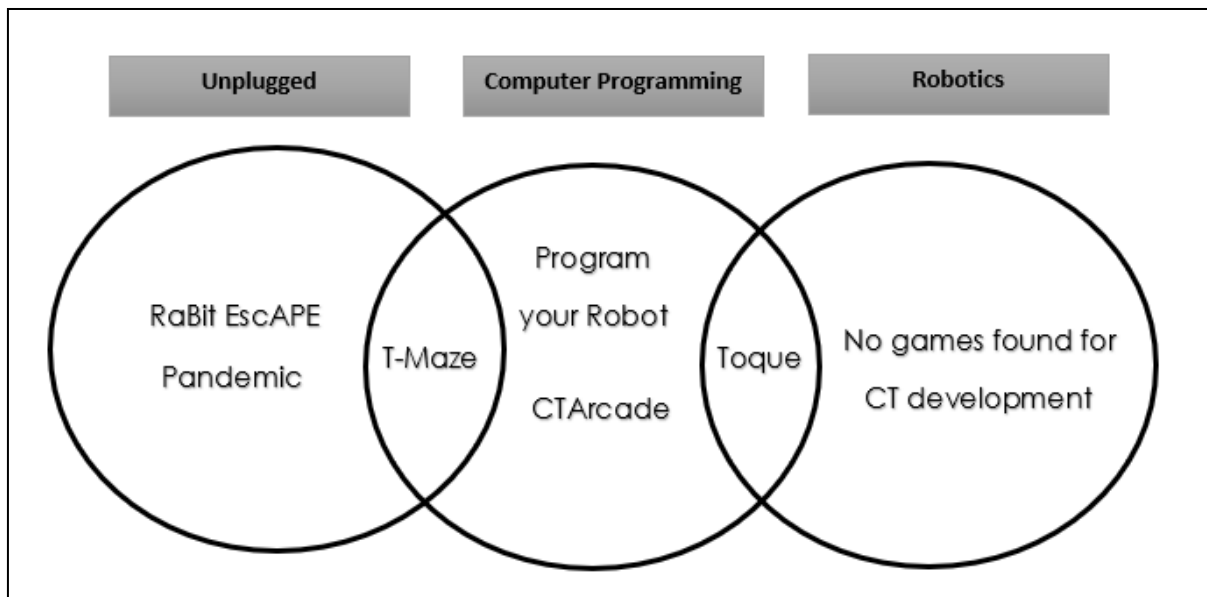 Unplugged
Computer Programming
Robotics
RaBit EscAPE
Pandemic
T-Maze
Program
your Robot
CTArcade
Toque
No games found for
CT development